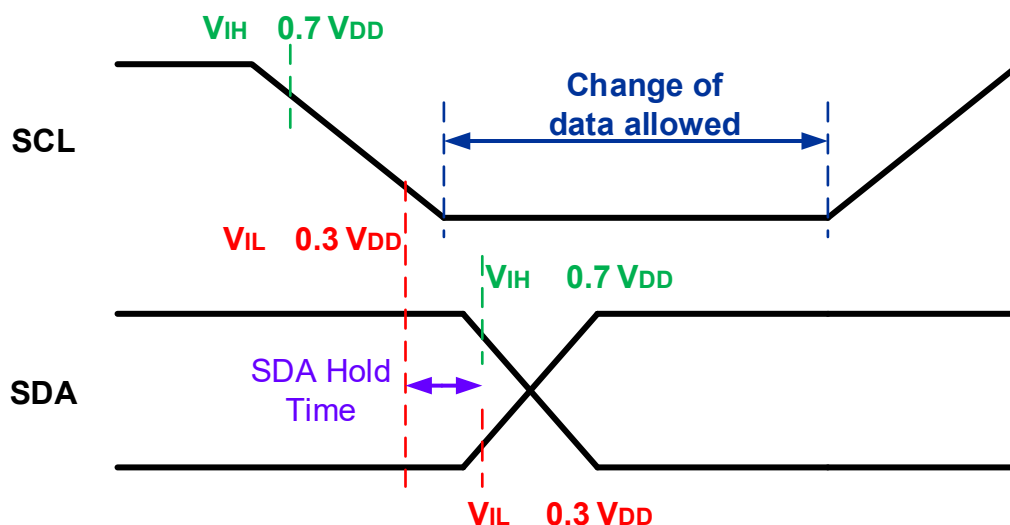 VIH 0.7 VDD
Change of
data allowed
SCL
VIL 0.3 VDD
VIH 0.7 VDD
SDA Hold
Time
SDA
VIL 0.3 VDD